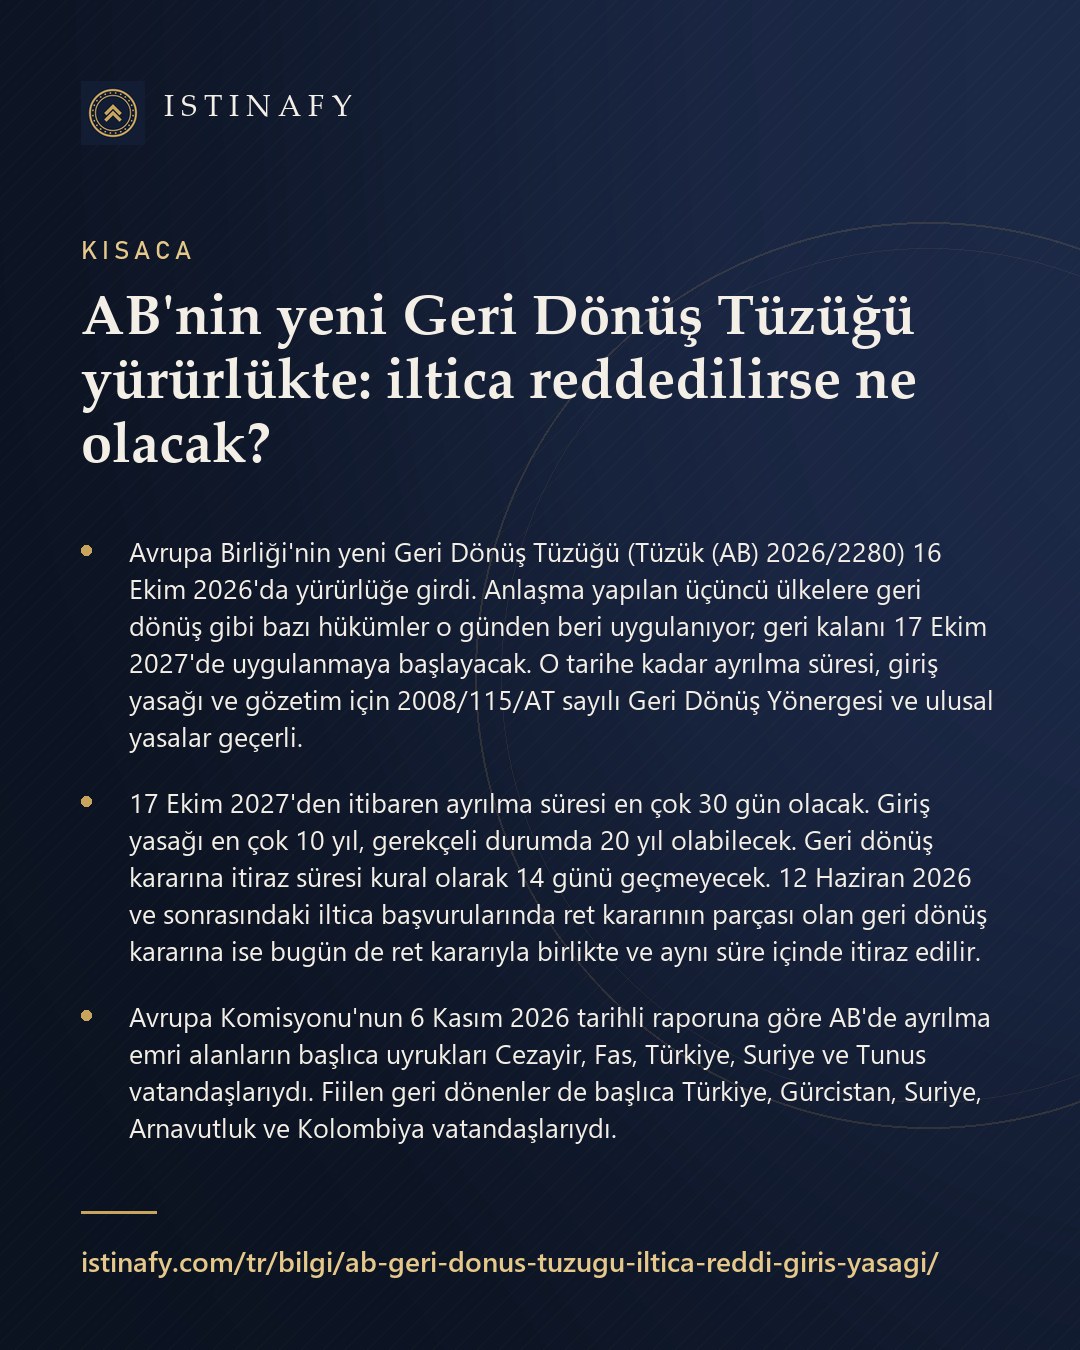 ISTINAFY
KISACA
AB'nin yeni Geri Dönüş Tüzüğü
yürürlükte: iltica reddedilirse ne
olacak?
Avrupa Birliği'nin yeni Geri Dönüş Tüzüğü (Tüzük (AB) 2026/2280) 16
Ekim 2026'da yürürlüğe girdi. Anlaşma yapılan üçüncü ülkelere geri
dönüş gibi bazı hükümler o günden beri uygulanıyor; geri kalanı 17 Ekim
2027'de uygulanmaya başlayacak. O tarihe kadar ayrılma süresi, giriş
yasağı ve gözetim için 2008/115/AT sayılı Geri Dönüş Yönergesi ve ulusal
yasalar geçerli.
17 Ekim 2027'den itibaren ayrılma süresi en çok 30 gün olacak. Giriş
yasağı en çok 10 yıl, gerekçeli durumda 20 yıl olabilecek. Geri dönüş
kararına itiraz süresi kural olarak 14 günü geçmeyecek. 12 Haziran 2026
ve sonrasındaki iltica başvurularında ret kararının parçası olan geri dönüş
kararına ise bugün de ret kararıyla birlikte ve aynı süre içinde itiraz edilir.
Avrupa Komisyonu'nun 6 Kasım 2026 tarihli raporuna göre AB'de ayrılma
emri alanların başlıca uyrukları Cezayir, Fas, Türkiye, Suriye ve Tunus
vatandaşlarıydı. Fiilen geri dönenler de başlıca Türkiye, Gürcistan, Suriye,
Arnavutluk ve Kolombiya vatandaşlarıydı.
istinafy.com/tr/bilgi/ab-geri-donus-tuzugu-iltica-reddi-giris-yasagi/